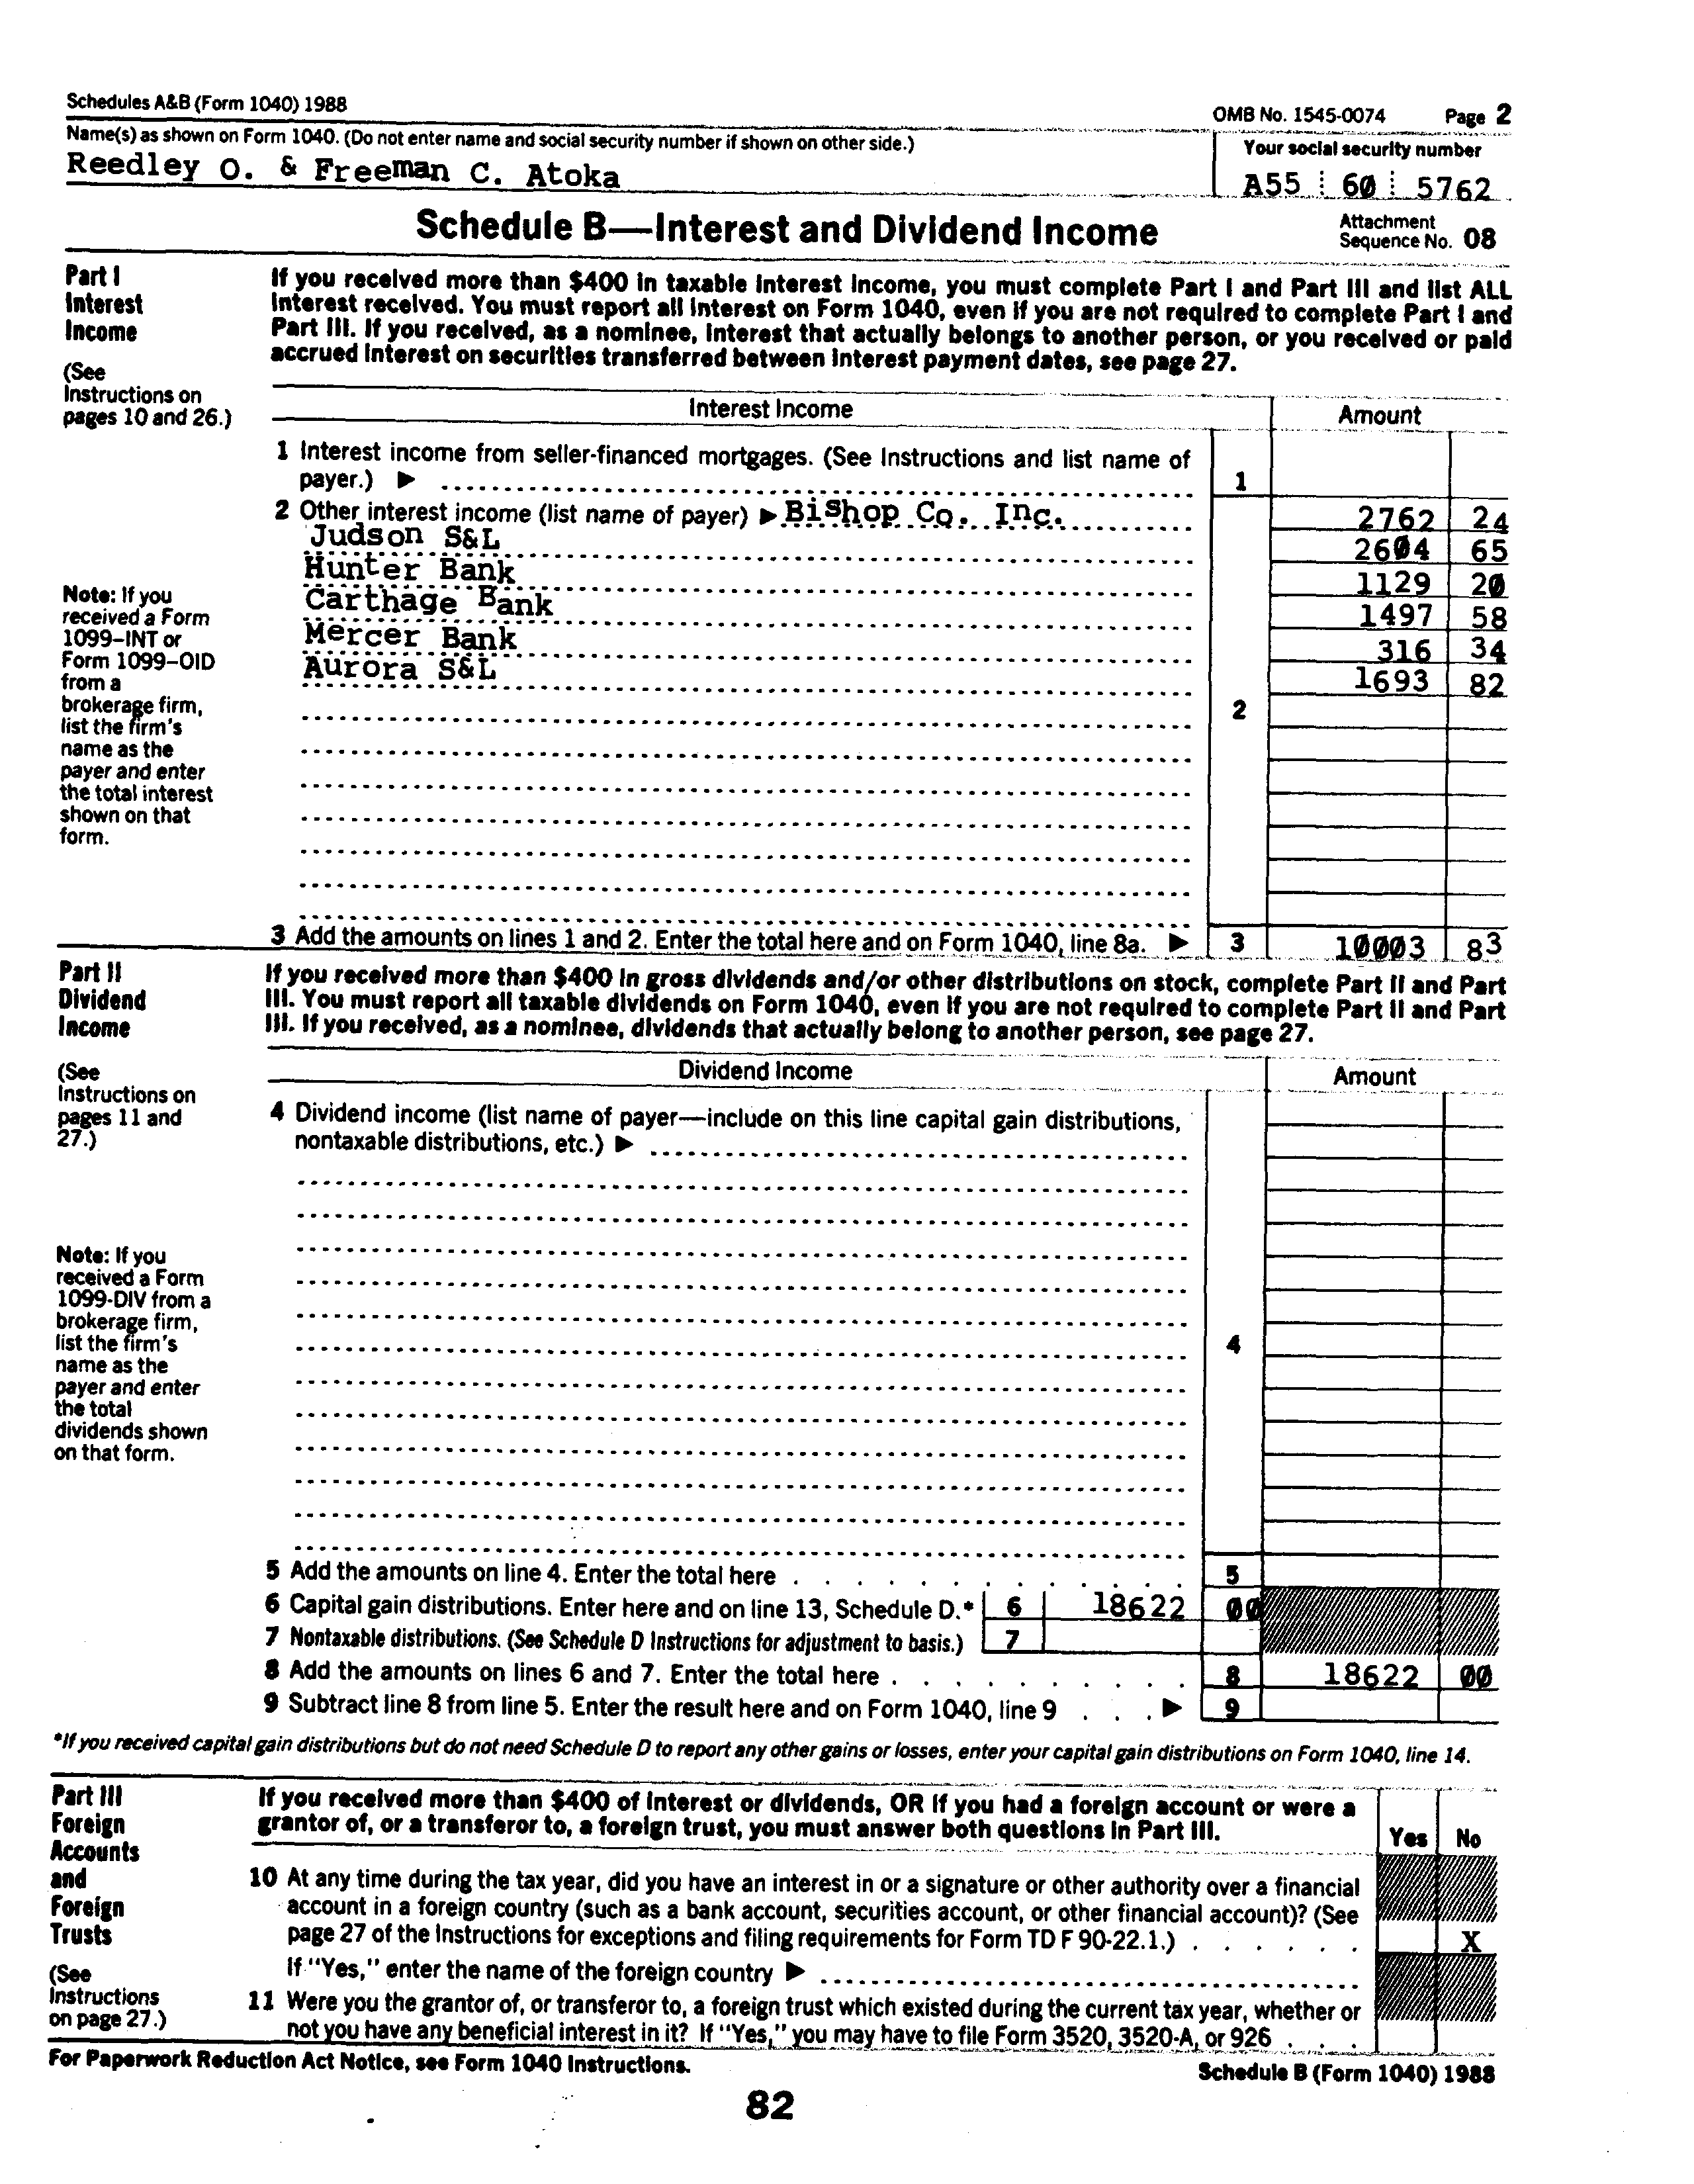 Schedules A&B (Form 1040) 1988
OMB No. 1545-0074 Page 2
Name(s) as shown on Form 1040. (Do not enter name and social security number if shown on other side.)
Your social security number
Reedley O. & Freeman C. Atoka
A55 60 5762
Schedule B—Interest and Dividend Income
Attachment
Sequence No. 08
Part I
Interest
Income
(See
Instructions on
pages 10 and 26.)
If you received more than $400 in taxable interest income, you must complete Part I and Part III and list ALL
interest received. You must report all interest on Form 1040, even if you are not required to complete Part I and
Part III. If you received, as a nominee, interest that actually belongs to another person, or you received or paid
accrued interest on securities transferred between interest payment dates, see page 27.
Interest Income Amount
1 Interest income from seller-financed mortgages. (See Instructions and list name of
payer.) ▶ 1
2 Other interest income (list name of payer) ▶ Bishop Co. Inc. 2762 24
Judson S&L 2604 65
Hunter Bank 1129 20
Carthage Bank 1497 58
Mercer Bank 316 34
Aurora S&L 1693 82
2
Note: If you
received a Form
1099–INT or
Form 1099–OID
from a
brokerage firm,
list the firm's
name as the
payer and enter
the total interest
shown on that
form.
3 Add the amounts on lines 1 and 2. Enter the total here and on Form 1040, line 8a. ▶ 3 10003 83
Part II
Dividend
Income
(See
Instructions on
pages 11 and
27.)
If you received more than $400 in gross dividends and/or other distributions on stock, complete Part II and Part
III. You must report all taxable dividends on Form 1040, even if you are not required to complete Part II and Part
III. If you received, as a nominee, dividends that actually belong to another person, see page 27.
Dividend Income Amount
4 Dividend income (list name of payer—include on this line capital gain distributions,
nontaxable distributions, etc.) ▶
4
Note: If you
received a Form
1099-DIV from a
brokerage firm,
list the firm's
name as the
payer and enter
the total
dividends shown
on that form.
5 Add the amounts on line 4. Enter the total here . . . . . . . . . . . . . 5
6 Capital gain distributions. Enter here and on line 13, Schedule D.* 6 18622 00
7 Nontaxable distributions. (See Schedule D Instructions for adjustment to basis.) 7
8 Add the amounts on lines 6 and 7. Enter the total here . . . . . . . . . . 8 18622 00
9 Subtract line 8 from line 5. Enter the result here and on Form 1040, line 9 . . . ▶ 9
*If you received capital gain distributions but do not need Schedule D to report any other gains or losses, enter your capital gain distributions on Form 1040, line 14.
Part III
Foreign
Accounts
and
Foreign
Trusts
(See
Instructions
on page 27.)
If you received more than $400 of interest or dividends, OR if you had a foreign account or were a
grantor of, or a transferor to, a foreign trust, you must answer both questions in Part III.
Yes No
10 At any time during the tax year, did you have an interest in or a signature or other authority over a financial
account in a foreign country (such as a bank account, securities account, or other financial account)? (See
page 27 of the Instructions for exceptions and filing requirements for Form TD F 90-22.1.) . . . . . . X
If "Yes," enter the name of the foreign country ▶
11 Were you the grantor of, or transferor to, a foreign trust which existed during the current tax year, whether or
not you have any beneficial interest in it? If "Yes," you may have to file Form 3520, 3520-A, or 926 . . .
For Paperwork Reduction Act Notice, see Form 1040 Instructions.
Schedule B (Form 1040) 1988
82